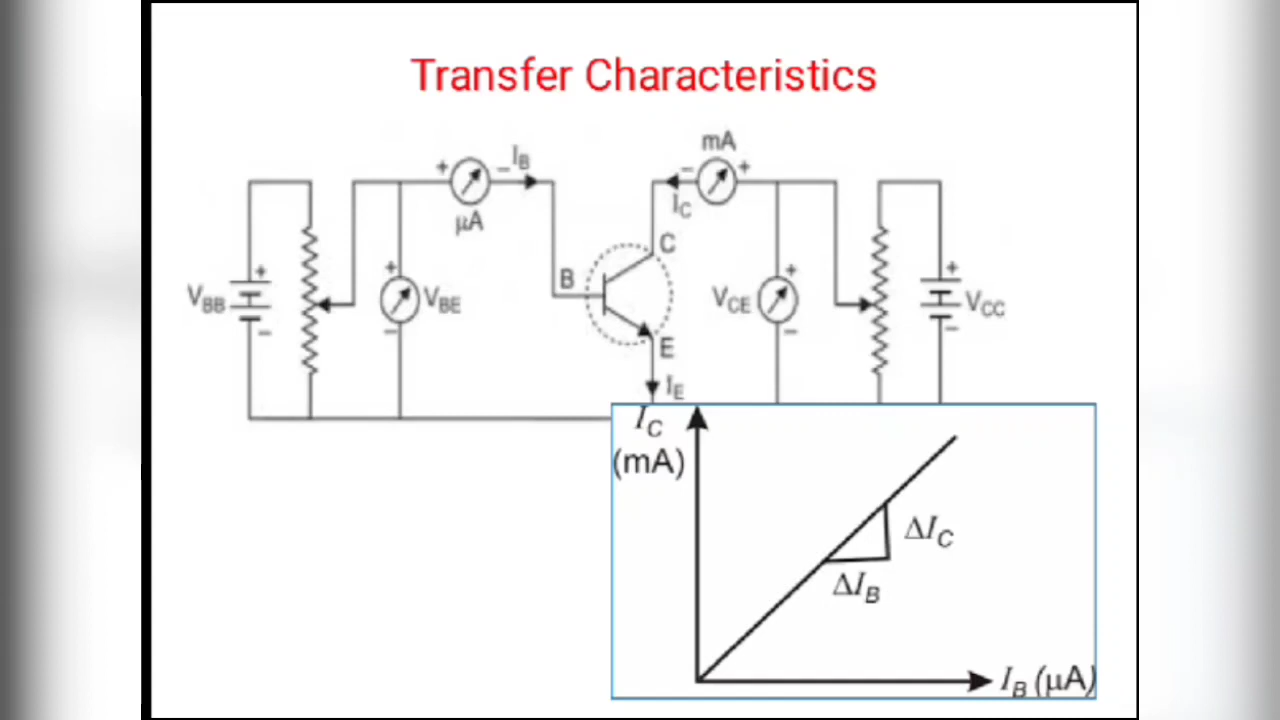 Transfer Characteristics
mA
+ − I_B
− +
μA
I_C
C
B
V_BB + −
+ − V_BE
V_CE + −
+ − V_CC
E
I_E
I_C
(mA)
ΔI_C
ΔI_B
I_B (μA)